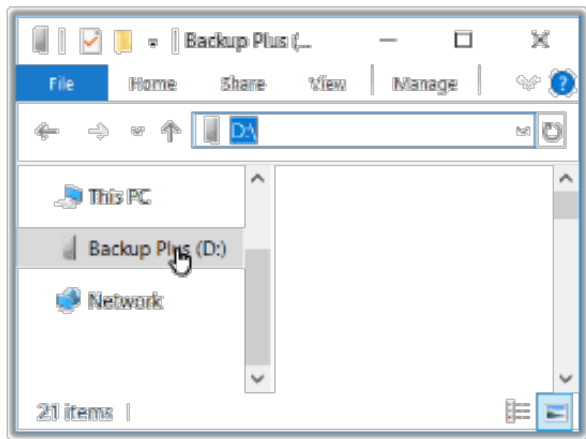 Backup Plus (...
File Home Share View Manage ?
D:\
This PC
Backup Plus (D:)
Network
21 items